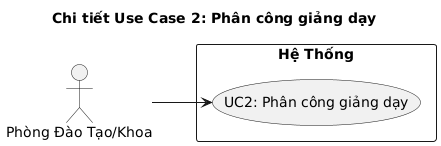 Chi tiết Use Case 2: Phân công giảng dạy
Hệ Thống
UC2: Phân công giảng dạy
Phòng Đào Tạo/Khoa